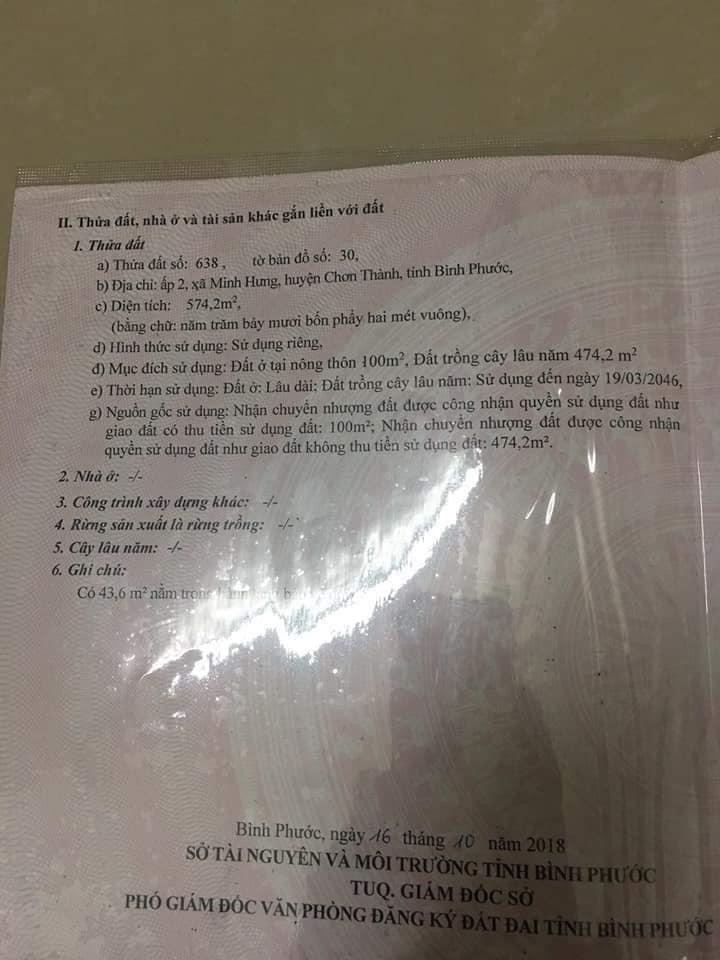 II. Thửa đất, nhà ở và tài sản khác gắn liền với đất
1. Thửa đất
a) Thửa đất số: 638 , tờ bản đồ số: 30,
b) Địa chỉ: ấp 2, xã Minh Hưng, huyện Chơn Thành, tỉnh Bình Phước,
c) Diện tích: 574,2m²,
(bằng chữ: năm trăm bảy mươi bốn phẩy hai mét vuông),
d) Hình thức sử dụng: Sử dụng riêng,
đ) Mục đích sử dụng: Đất ở tại nông thôn 100m², Đất trồng cây lâu năm 474,2 m²
e) Thời hạn sử dụng: Đất ở: Lâu dài: Đất trồng cây lâu năm: Sử dụng đến ngày 19/03/2046,
g) Nguồn gốc sử dụng: Nhận chuyển nhượng đất được công nhận quyền sử dụng đất như
giao đất có thu tiền sử dụng đất: 100m²; Nhận chuyển nhượng đất được công nhận
quyền sử dụng đất như giao đất không thu tiền sử dụng đất: 474,2m².
2. Nhà ở: -/-
3. Công trình xây dựng khác: -/-
4. Rừng sản xuất là rừng trồng: -/-
5. Cây lâu năm: -/-
6. Ghi chú:
Có 43,6 m² nằm trong hành lang bảo
Bình Phước, ngày 16 tháng 10 năm 2018
SỞ TÀI NGUYÊN VÀ MÔI TRƯỜNG TỈNH BÌNH PHƯỚC
TUQ. GIÁM ĐỐC SỞ
PHÓ GIÁM ĐỐC VĂN PHÒNG ĐĂNG KÝ ĐẤT ĐAI TỈNH BÌNH PHƯỚC